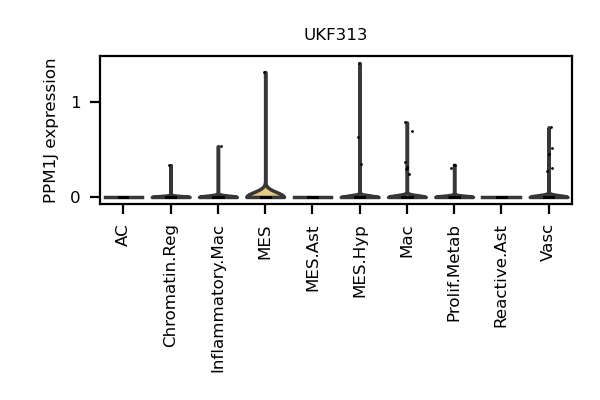 UKF313
PPM1J expression
1
0
AC
Chromatin.Reg
Inflammatory.Mac
MES
MES.Ast
MES.Hyp
Mac
Prolif.Metab
Reactive.Ast
Vasc